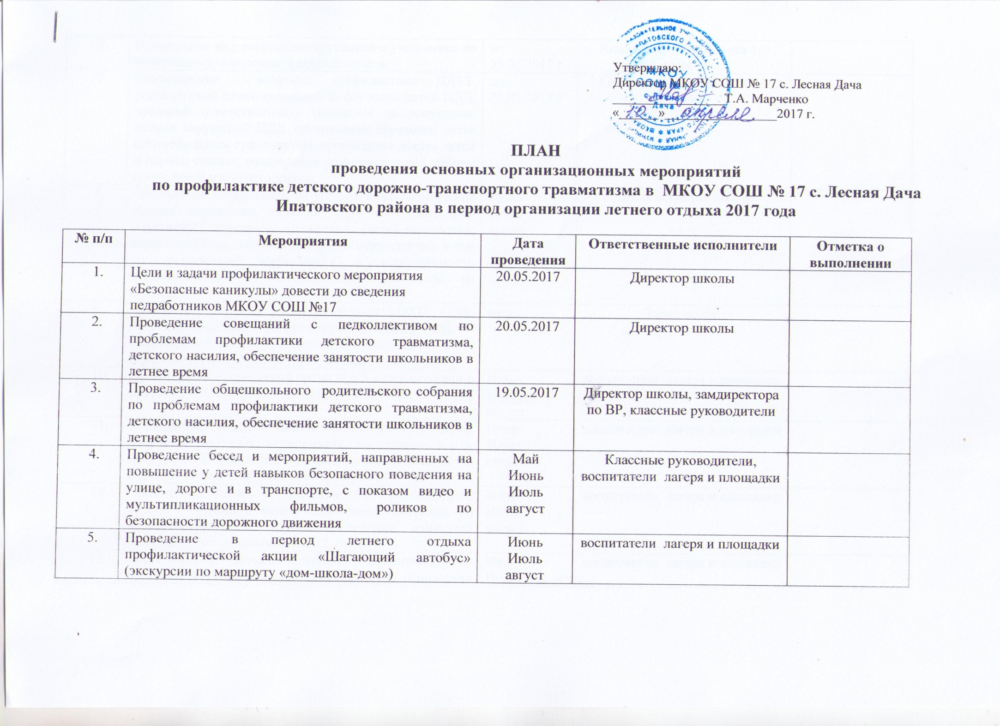 Утверждаю:
Директор МКОУ СОШ № 17 с. Лесная Дача
Т.А. Марченко
« 10 » апреля 2017 г.
МКОУ
СОШ №
с Лесная
Дача
ПЛАН
проведения основных организационных мероприятий
по профилактике детского дорожно-транспортного травматизма в МКОУ СОШ № 17 с. Лесная Дача
Ипатовского района в период организации летнего отдыха 2017 года
№ п/п
Мероприятия
Дата
проведения
Ответственные исполнители
Отметка о
выполнении
1.
Цели и задачи профилактического мероприятия
«Безопасные каникулы» довести до сведения
педработников МКОУ СОШ №17
20.05.2017
Директор школы
2.
Проведение совещаний с педколлективом по
проблемам профилактики детского травматизма,
детского насилия, обеспечение занятости школьников в
летнее время
20.05.2017
Директор школы
3.
Проведение общешкольного родительского собрания
по проблемам профилактики детского травматизма,
детского насилия, обеспечение занятости школьников в
летнее время
19.05.2017
Директор школы, замдиректора
по ВР, классные руководители
4.
Проведение бесед и мероприятий, направленных на
повышение у детей навыков безопасного поведения на
улице, дороге и в транспорте, с показом видео и
мультипликационных фильмов, роликов по
безопасности дорожного движения
Май
Июнь
Июль
август
Классные руководители,
воспитатели лагеря и площадки
5.
Проведение в период летнего отдыха
профилактической акции «Шагающий автобус»
(экскурсии по маршруту «дом-школа-дом»)
Июнь
Июль
август
воспитатели лагеря и площадки